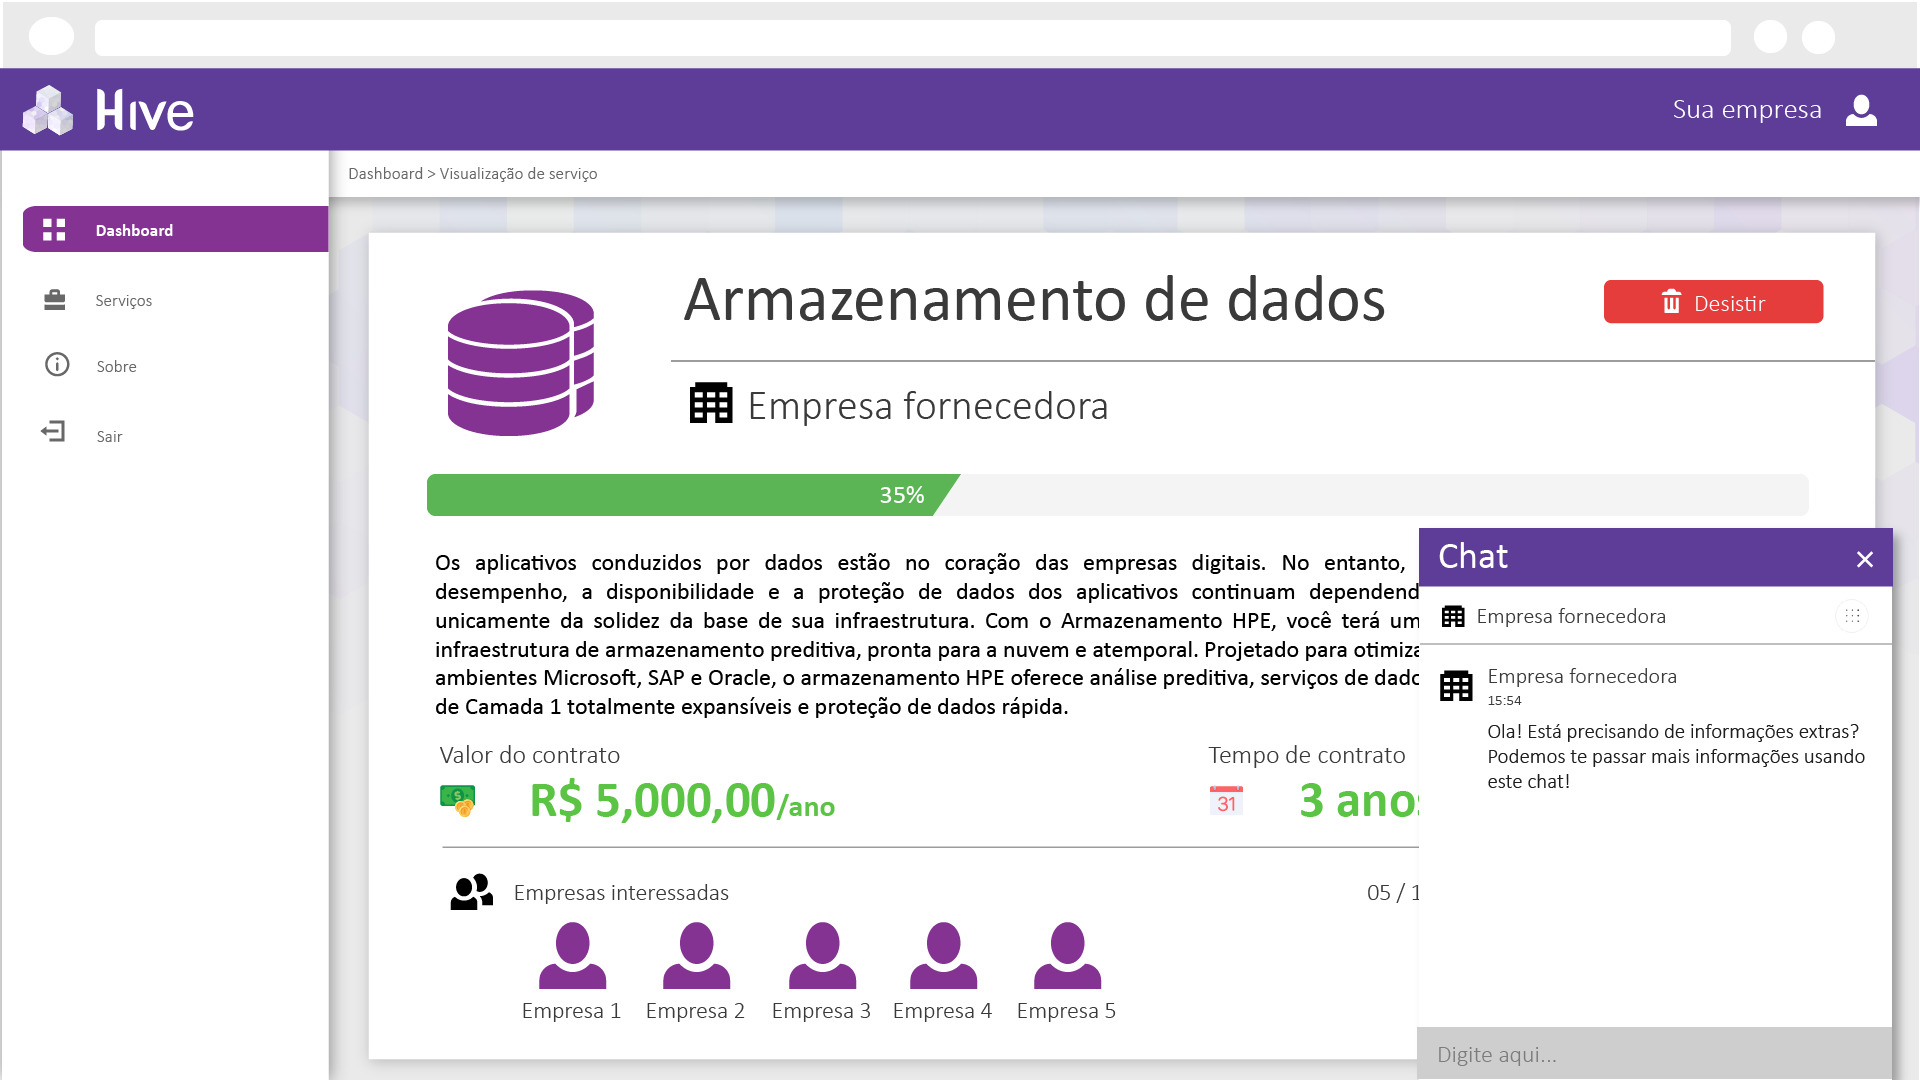 Hive
Sua empresa
Dashboard > Visualização de serviço
Dashboard
Serviços
Sobre
Sair
Armazenamento de dados
Desistir
Empresa fornecedora
35%
Os aplicativos conduzidos por dados estão no coração das empresas digitais. No entanto,
desempenho, a disponibilidade e a proteção de dados dos aplicativos continuam dependend
unicamente da solidez da base de sua infraestrutura. Com o Armazenamento HPE, você terá um
infraestrutura de armazenamento preditiva, pronta para a nuvem e atemporal. Projetado para otimiza
ambientes Microsoft, SAP e Oracle, o armazenamento HPE oferece análise preditiva, serviços de dado
de Camada 1 totalmente expansíveis e proteção de dados rápida.
Valor do contrato
R$ 5,000,00/ano
Tempo de contrato
31
3 anos
Empresas interessadas
05 / 1
Empresa 1
Empresa 2
Empresa 3
Empresa 4
Empresa 5
Chat
Empresa fornecedora
Empresa fornecedora
15:54
Ola! Está precisando de informações extras?
Podemos te passar mais informações usando
este chat!
Digite aqui...